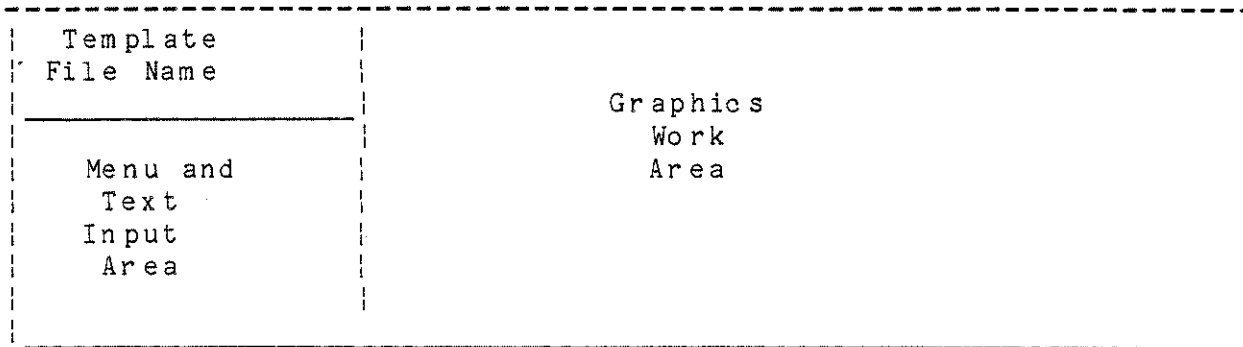 Template
File Name
Menu and
Text
Input
Area
Graphics
Work
Area